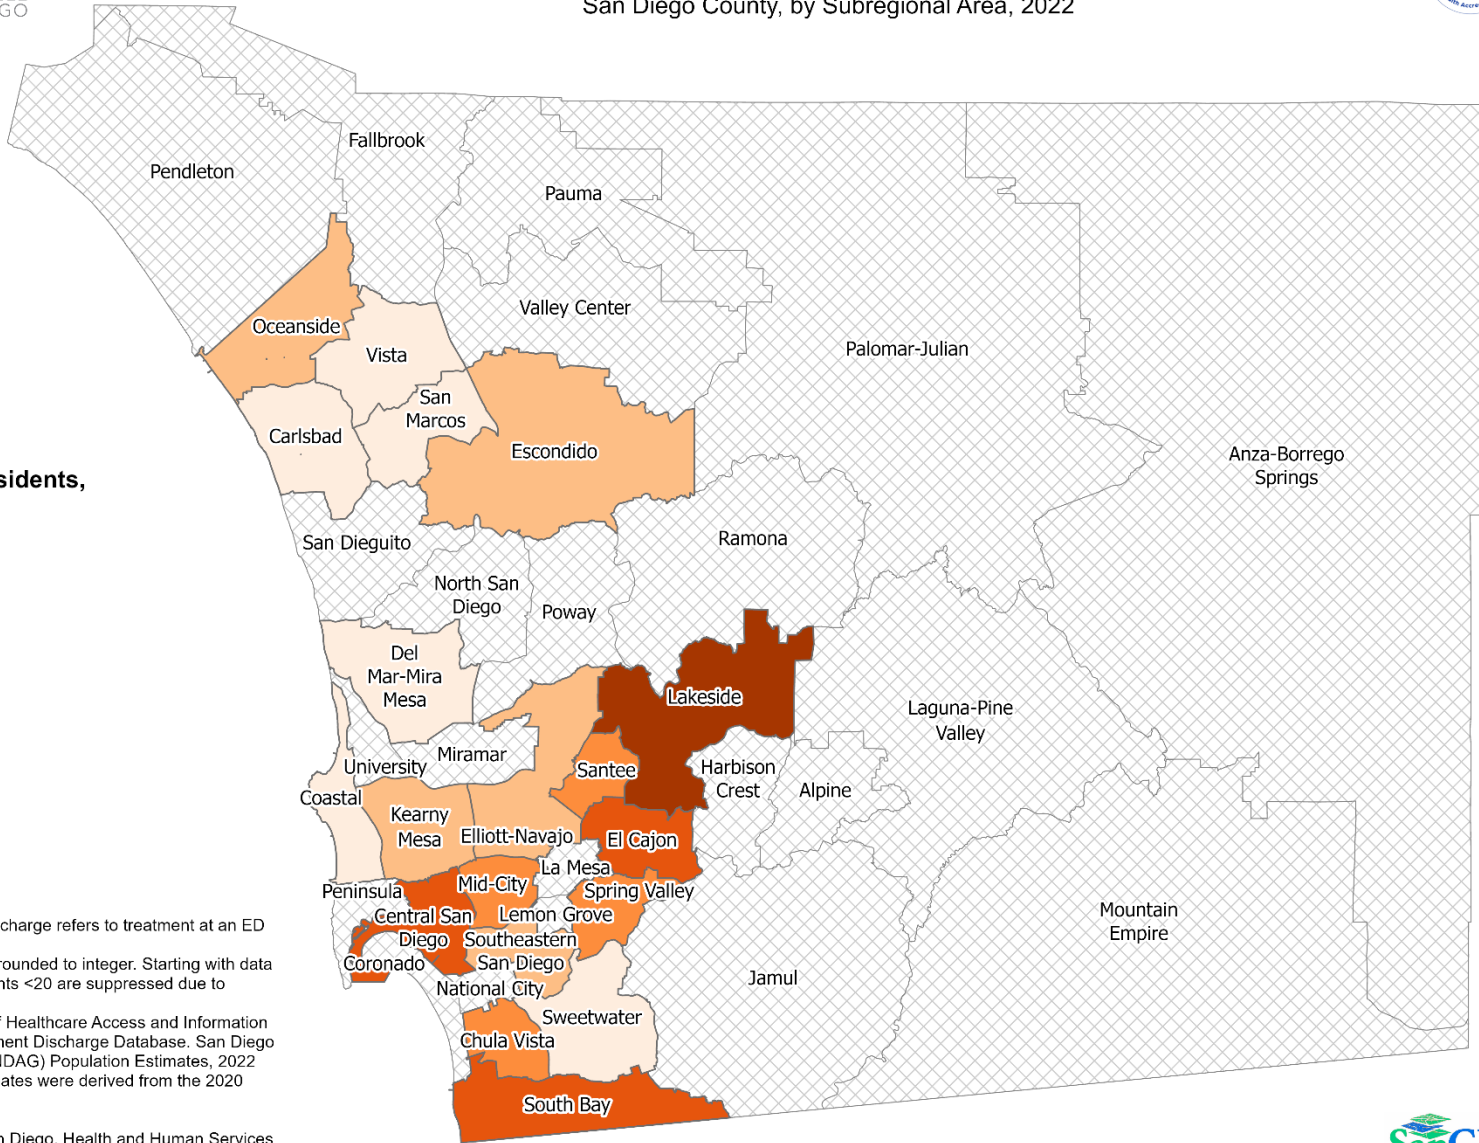 GO
San Diego County, by Subregional Area, 2022
Fallbrook
Pendleton
Pauma
Valley Center
Oceanside
Vista
Palomar-Julian
San
Marcos
Carlsbad
Escondido
Anza-Borrego
Springs
sidents,
San Dieguito
Ramona
North San
Diego
Poway
Del
Mar-Mira
Mesa
Lakeside
Laguna-Pine
Valley
Miramar
University
Santee
Harbison
Crest
Alpine
Coastal
Kearny
Mesa
Elliott-Navajo
El Cajon
La Mesa
Peninsula
Mid-City
Spring Valley
Central San
Diego
Lemon Grove
Mountain
Empire
Southeastern
San Diego
Coronado
National City
Jamul
Sweetwater
Chula Vista
South Bay
charge refers to treatment at an ED
rounded to integer. Starting with data
nts <20 are suppressed due to
f Healthcare Access and Information
nent Discharge Database. San Diego
NDAG) Population Estimates, 2022
ates were derived from the 2020
n Diego, Health and Human Services